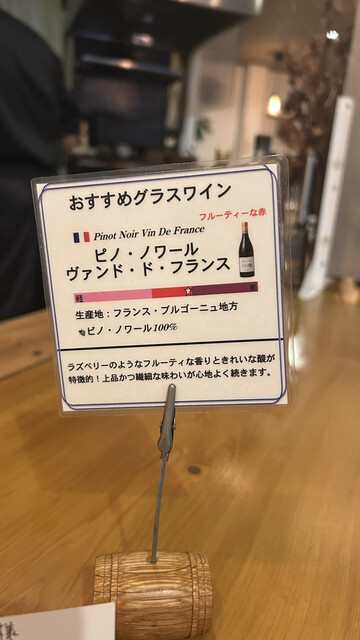 おすすめグラスワイン
フルーティーな赤
Pinot Noir Vin De France
ピノ・ノワール
ヴァンド・ド・フランス
軽 重
生産地：フランス・ブルゴーニュ地方
ピノ・ノワール100%
ラズベリーのようなフルーティな香りときれいな酸が
特徴的！上品かつ繊細な味わいが心地よく続きます。
様